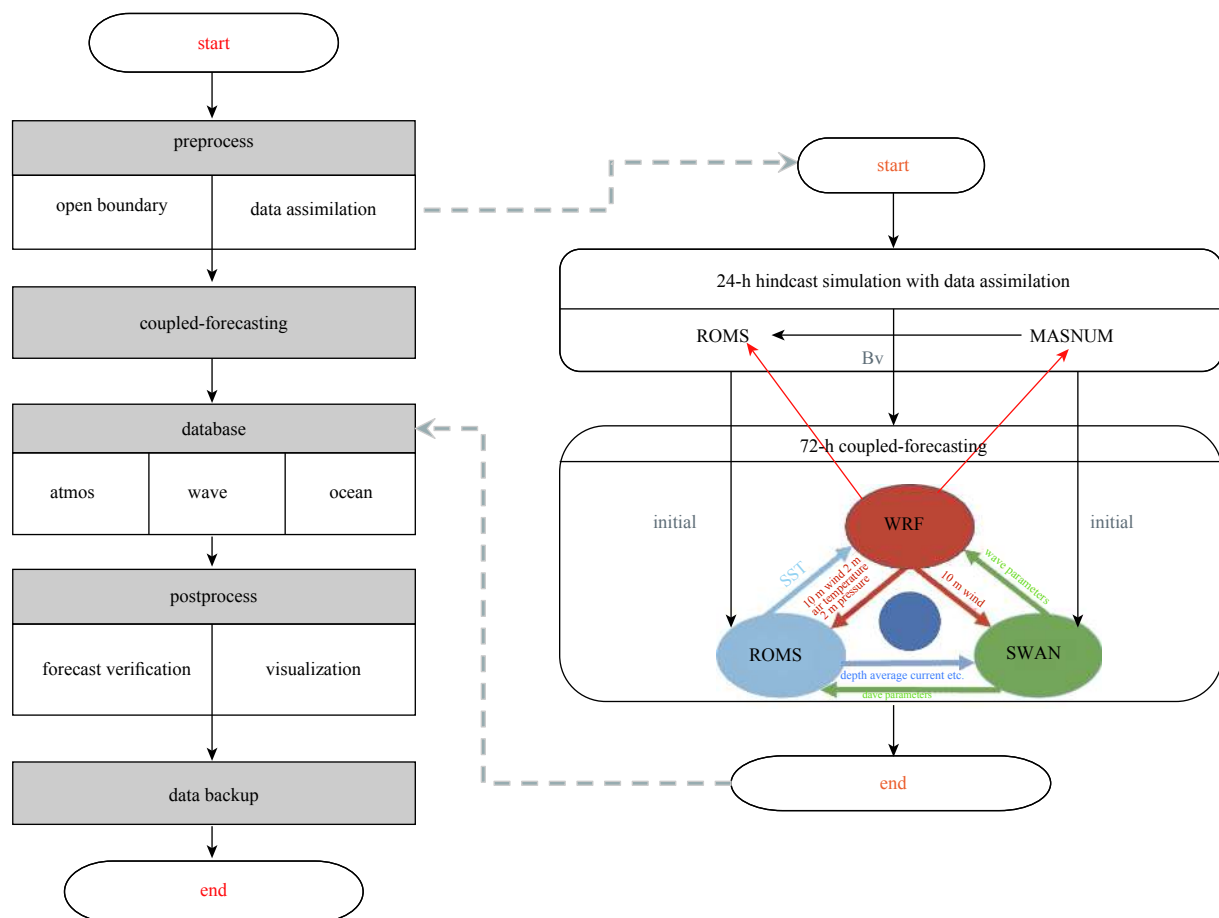 start
preprocess
open boundary
data assimilation
coupled-forecasting
database
atmos
wave
ocean
postprocess
forecast verification
visualization
data backup
end
start
24-h hindcast simulation with data assimilation
ROMS
MASNUM
Bv
72-h coupled-forecasting
initial
initial
WRF
SST
10 m wind 2 m
air temperature
2 m pressure
10 m wind
wave parameters
ROMS
SWAN
depth average current etc.
dave parameters
end